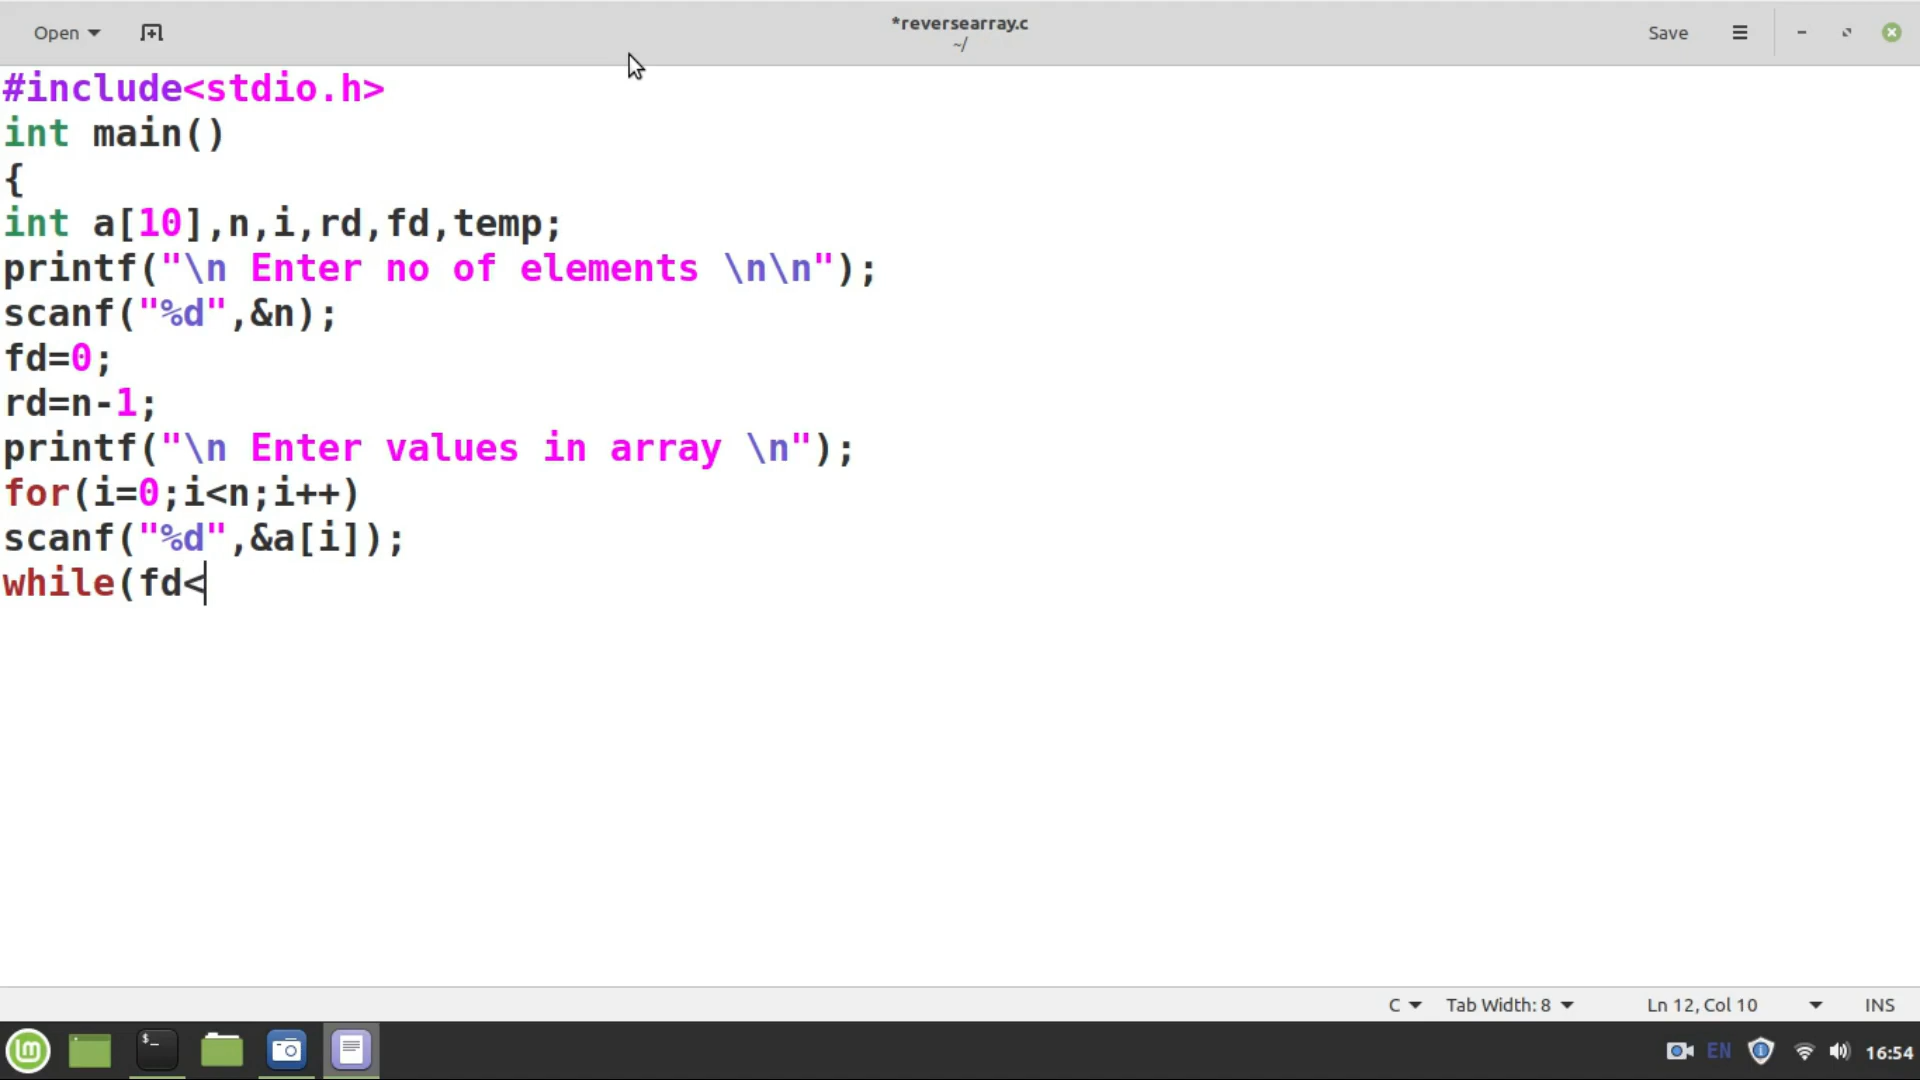 Open
*reversearray.c
~/
Save
#include<stdio.h>
int main()
{
int a[10],n,i,rd,fd,temp;
printf("\n Enter no of elements \n\n");
scanf("%d",&n);
fd=0;
rd=n-1;
printf("\n Enter values in array \n");
for(i=0;i<n;i++)
scanf("%d",&a[i]);
while(fd<
C
Tab Width: 8
Ln 12, Col 10
INS
$_
lm
EN
16:54